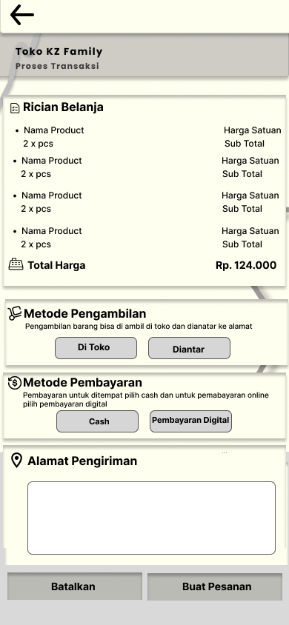 Toko KZ Family
Proses Transaksi
Rician Belanja
• Nama Product Harga Satuan
2 x pcs Sub Total
• Nama Product Harga Satuan
2 x pcs Sub Total
• Nama Product Harga Satuan
2 x pcs Sub Total
• Nama Product Harga Satuan
2 x pcs Sub Total
Total Harga Rp. 124.000
Metode Pengambilan
Pengambilan barang bisa di ambil di toko dan dianatar ke alamat
Di Toko Diantar
Metode Pembayaran
Pembayaran untuk ditempat pilih cash dan untuk pemabayaran online
pilih pembayaran digital
Cash Pembayaran Digital
Alamat Pengiriman
Batalkan Buat Pesanan